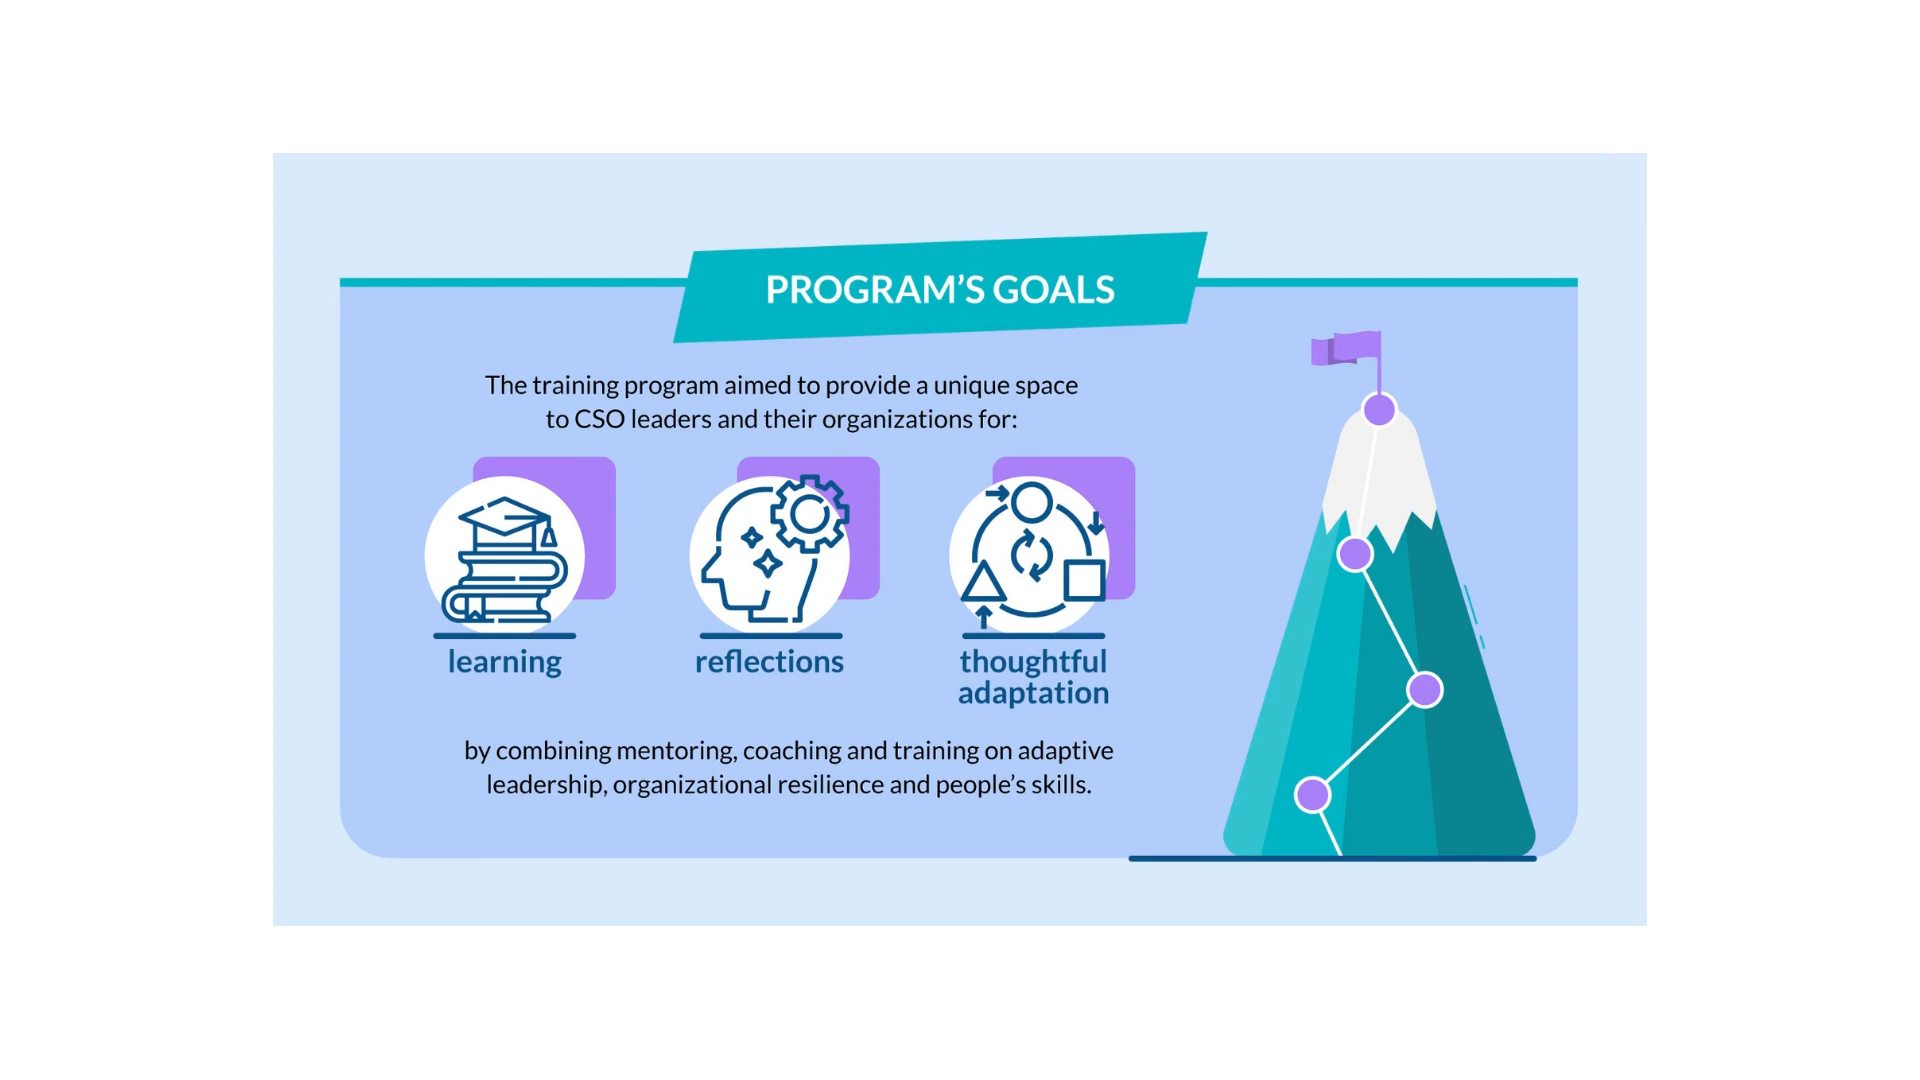 PROGRAM’S GOALS
The training program aimed to provide a unique space
to CSO leaders and their organizations for:
learning
reflections
thoughtful
adaptation
by combining mentoring, coaching and training on adaptive
leadership, organizational resilience and people’s skills.